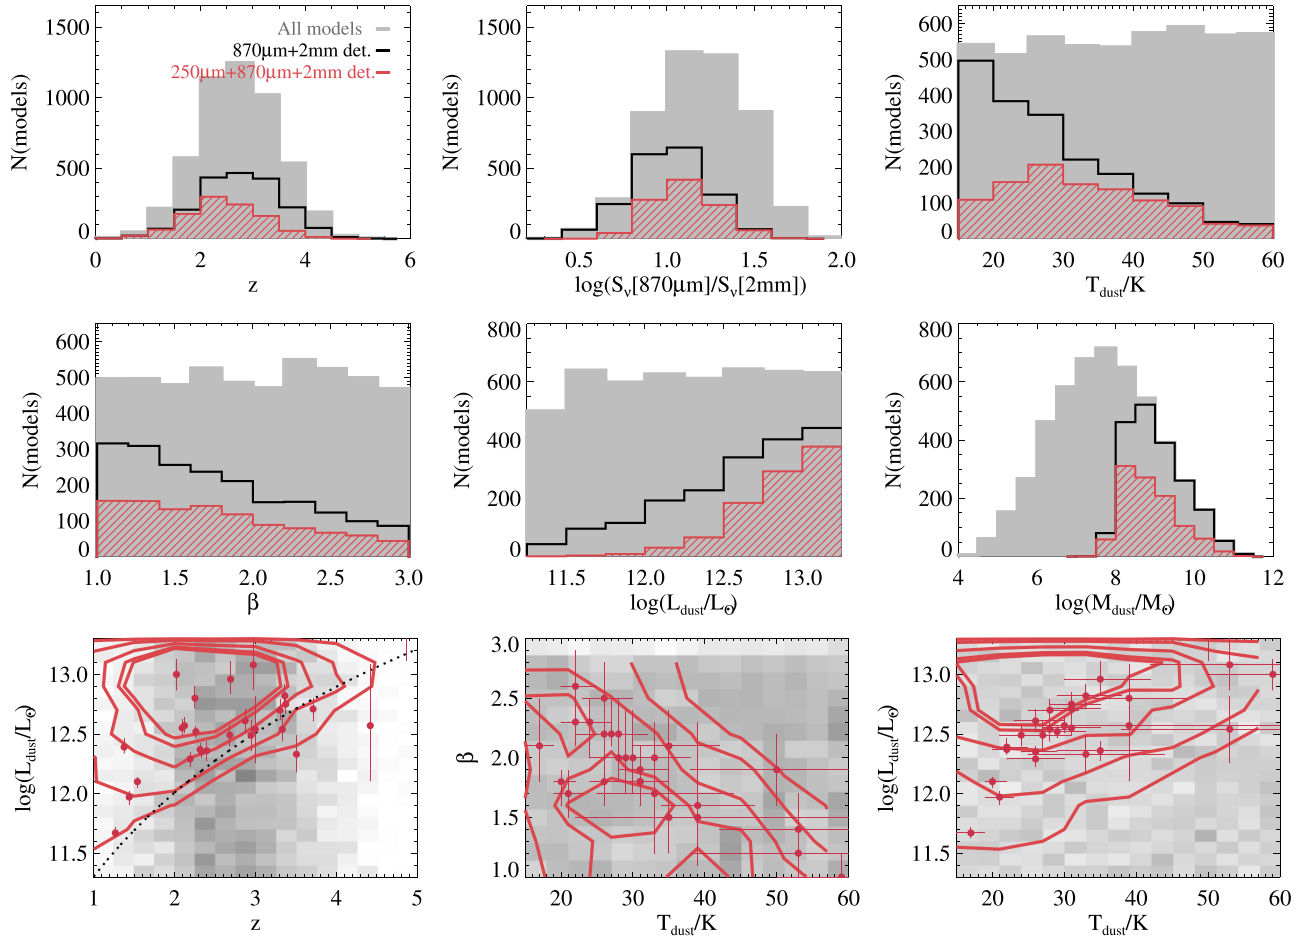 All models
870μm+2mm det.
250μm+870μm+2mm det.
N(models)
1500
1000
500
0
0 2 4 6
z
N(models)
1500
1000
500
0
0.5 1.0 1.5 2.0
log(Sν[870μm]/Sν[2mm])
N(models)
600
500
400
300
200
100
0
20 30 40 50 60
Tdust/K
N(models)
600
500
400
300
200
100
0
1.0 1.5 2.0 2.5 3.0
β
N(models)
800
600
400
200
0
11.5 12.0 12.5 13.0
log(Ldust/L⊙)
N(models)
800
600
400
200
0
4 6 8 10 12
log(Mdust/M⊙)
log(Ldust/L⊙)
13.0
12.5
12.0
11.5
1 2 3 4 5
z
β
3.0
2.5
2.0
1.5
1.0
20 30 40 50 60
Tdust/K
log(Ldust/L⊙)
13.0
12.5
12.0
11.5
20 30 40 50 60
Tdust/K